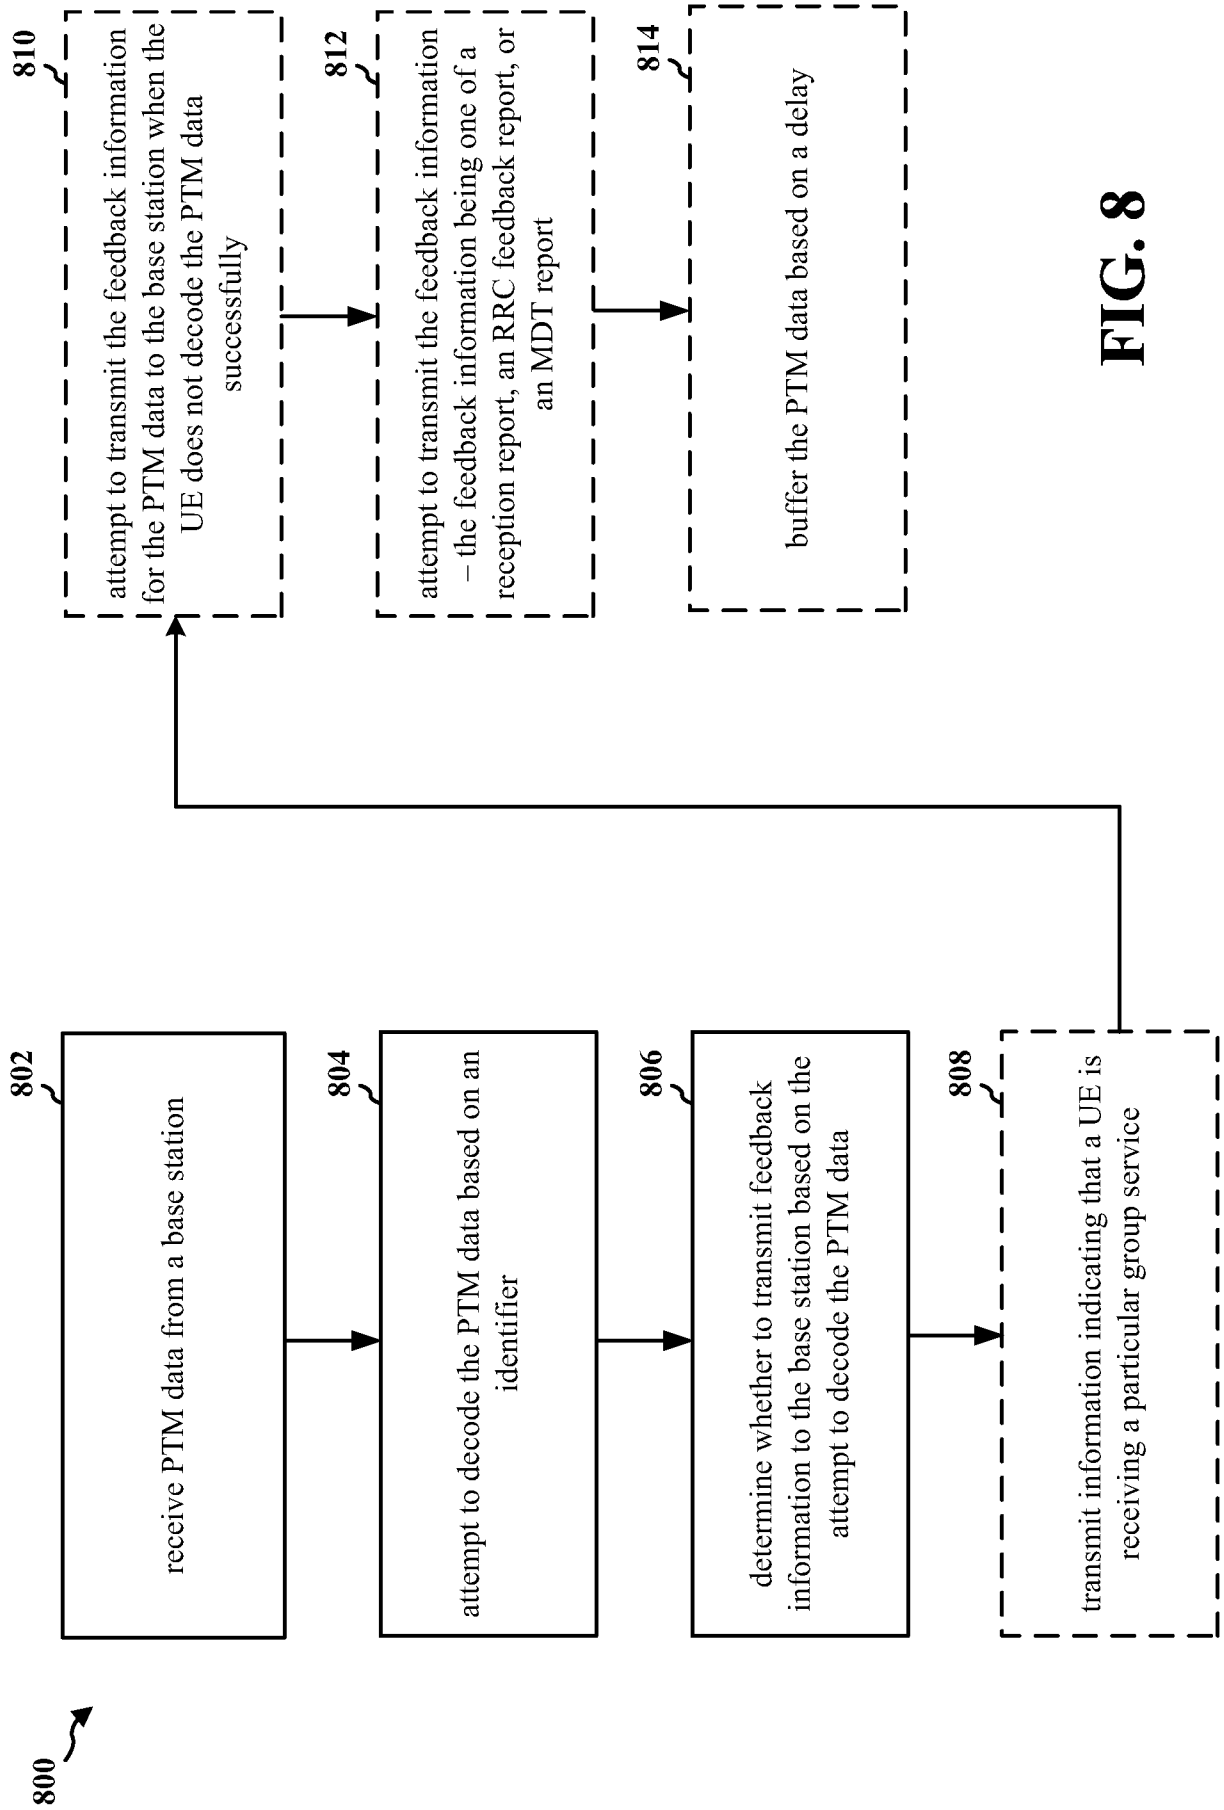 800
802
receive PTM data from a base station
804
attempt to decode the PTM data based on an
identifier
806
determine whether to transmit feedback
information to the base station based on the
attempt to decode the PTM data
808
transmit information indicating that a UE is
receiving a particular group service
810
attempt to transmit the feedback information
for the PTM data to the base station when the
UE does not decode the PTM data
successfully
812
attempt to transmit the feedback information
– the feedback information being one of a
reception report, an RRC feedback report, or
an MDT report
814
buffer the PTM data based on a delay
FIG. 8